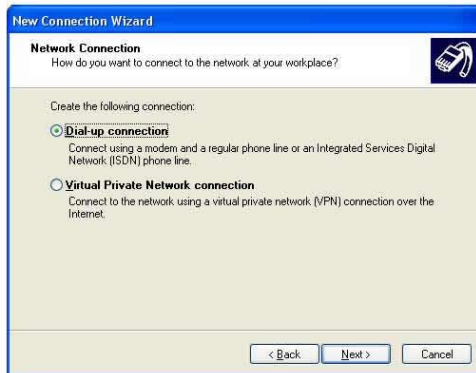 New Connection Wizard
Network Connection
How do you want to connect to the network at your workplace?
Create the following connection:
Dial-up connection
Connect using a modem and a regular phone line or an Integrated Services Digital
Network (ISDN) phone line.
Virtual Private Network connection
Connect to the network using a virtual private network (VPN) connection over the
Internet.
< Back
Next >
Cancel